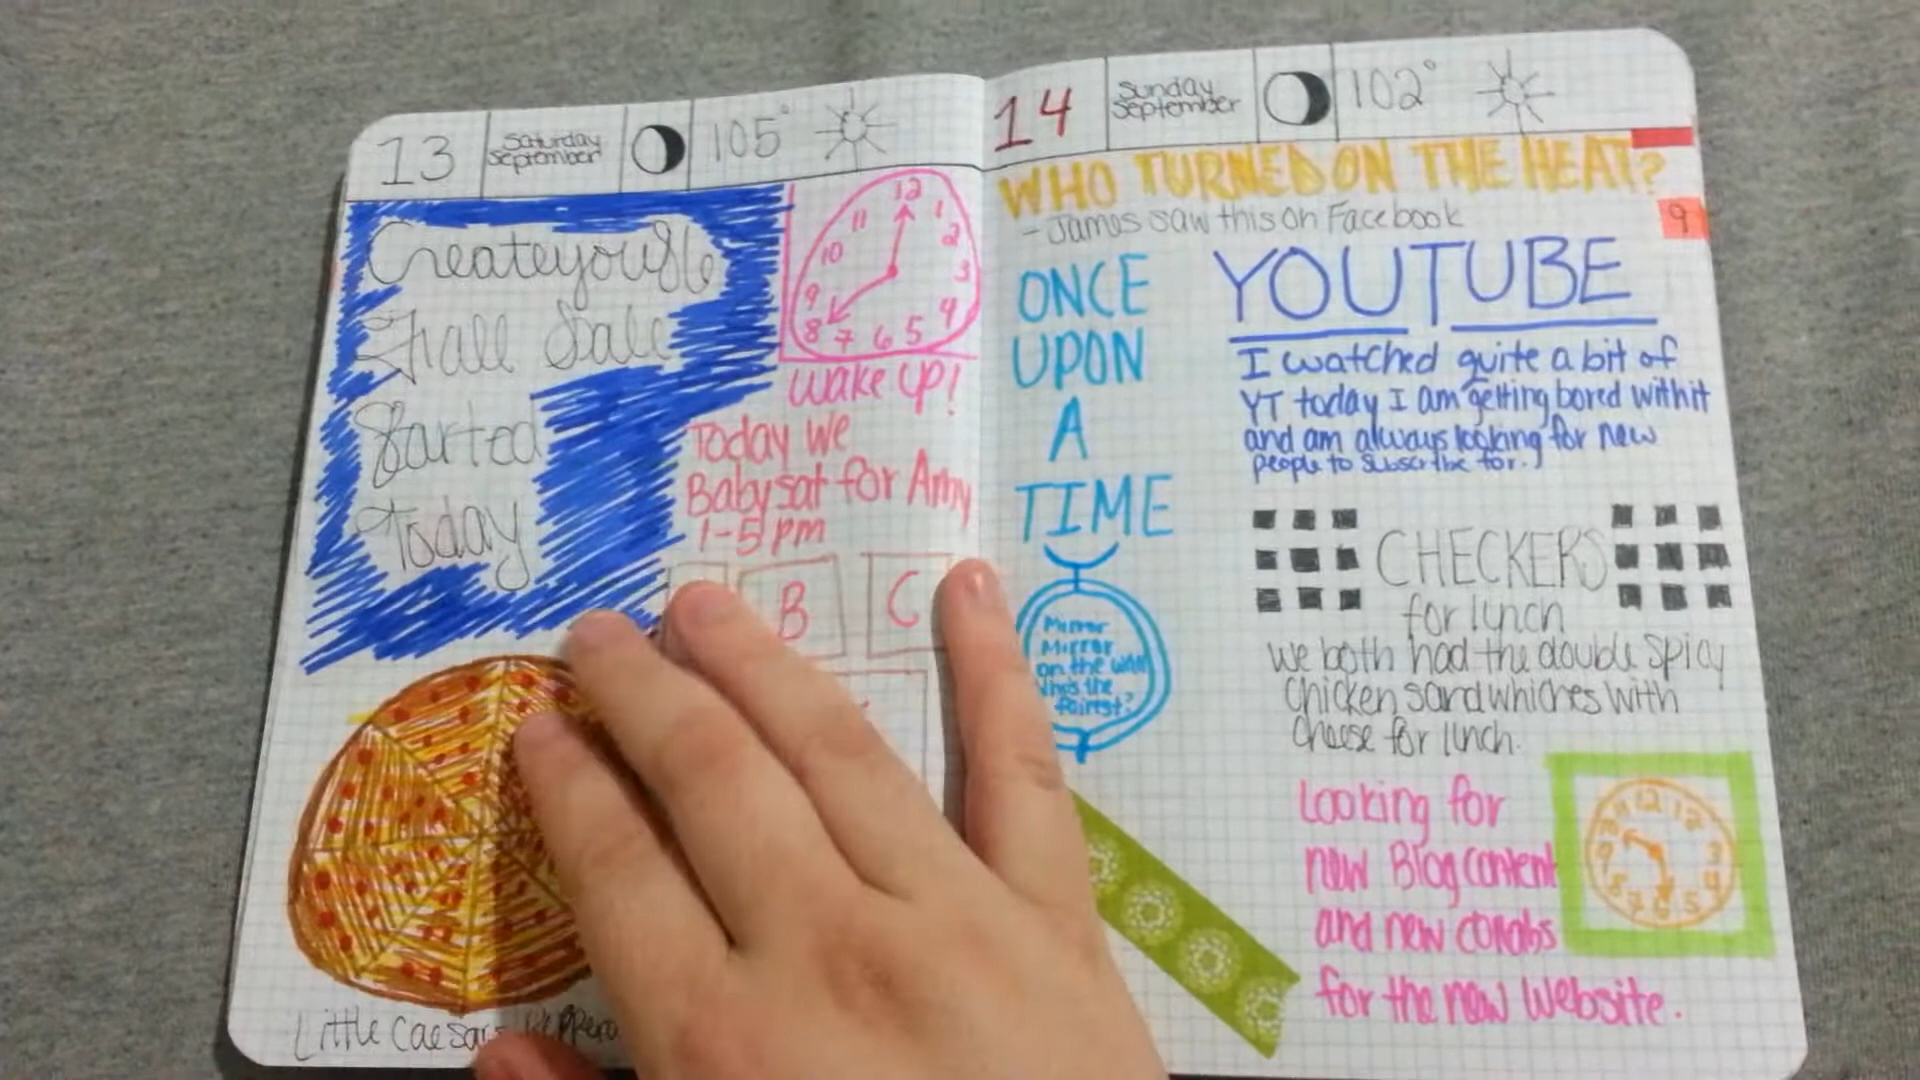 13
Saturday
September
105°
Createyour86
Fall Sale
Started
Today
12
1
2
3
4
5
6
7
8
9
10
11
Wake up!
Today we
Babysat for Amy
1-5 pm
B
C
Little Caesars
14
Sunday
September
102°
WHO TURNED ON THE HEAT?
- James saw this on Facebook
9
ONCE
UPON
A
TIME
Mirror
Mirror
on the wall
who's the
fairest?
YOUTUBE
I watched quite a bit of
YT today I am getting bored with it
and am always looking for new
people to subscribe for.
CHECKERS
for lunch
we both had the double spicy
chicken sandwhiches with
cheese for lunch.
Looking for
new Blog content
and new collabs
for the new website.